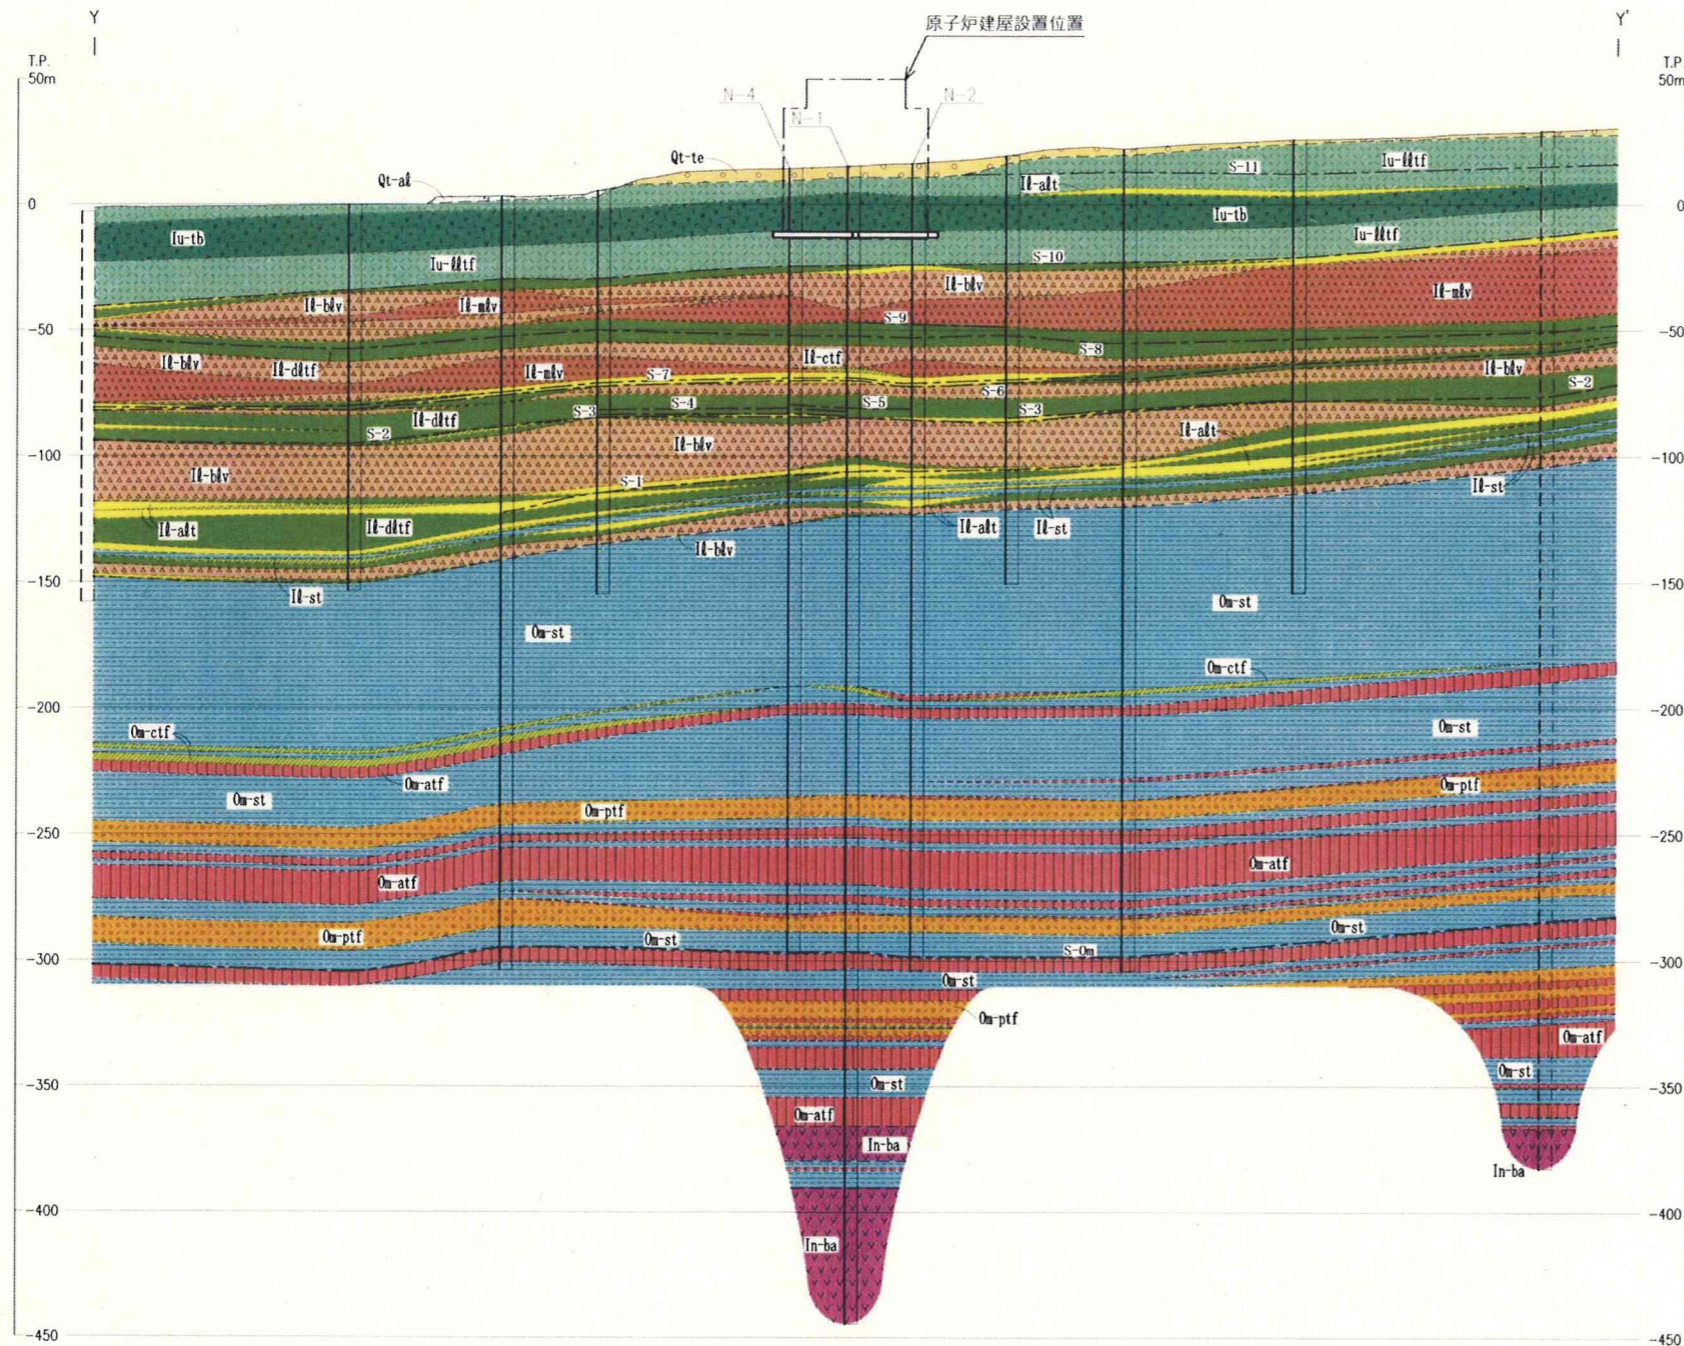 Y
Y'
原子炉建屋設置位置
T.P.
50m
T.P.
50m
N-4
N-2
N-1
Qt-te
S-11
Iu-lltf
Qt-al
Il-alt
0
0
Iu-tb
Iu-tb
Iu-lltf
Iu-lltf
S-10
Il-blv
Il-blv
Il-mlv
Il-mlv
S-9
-50
-50
S-8
Il-ctf
Il-blv
Il-dltf
Il-mlv
S-7
Il-blv
S-6
S-2
S-4
S-5
S-3
S-3
Il-dltf
S-2
Il-alt
Il-blv
-100
-100
Il-blv
S-1
Il-st
Il-alt
Il-dltf
Il-alt
Il-st
Il-blv
-150
-150
Il-st
Om-st
Om-st
Om-ctf
-200
-200
Om-ctf
Om-st
Om-atf
Om-ptf
Om-st
Om-ptf
-250
-250
Om-atf
Om-atf
Om-st
Om-ptf
Om-st
S-Om
-300
-300
Om-st
Om-ptf
Om-atf
Om-st
Om-st
-350
-350
Om-atf
In-ba
In-ba
-400
-400
In-ba
-450
-450